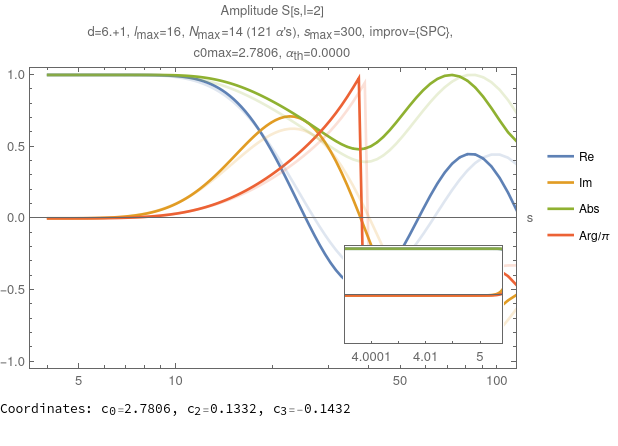 Amplitude S[s,l=2]
d=6.+1, lmax=16, Nmax=14 (121 α's), smax=300, improv={SPC},
c0max=2.7806, αth=0.0000
1.0
0.5
0.0
-0.5
-1.0
s
Re
Im
Abs
Arg/π
4.0001 4.01 5
5 10 50 100
Coordinates: c0=2.7806, c2=0.1332, c3=-0.1432